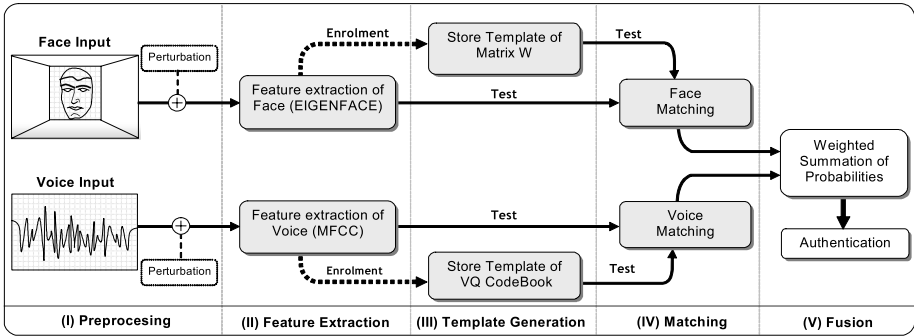 Face Input
Perturbation
Feature extraction of
Face (EIGENFACE)
Enrolment
Store Template of
Matrix W
Test
Test
Face
Matching
Weighted
Summation of
Probabilities
Authentication
Voice Input
Perturbation
Feature extraction of
Voice (MFCC)
Test
Enrolment
Store Template of
VQ CodeBook
Test
Voice
Matching
(I) Preprocesing
(II) Feature Extraction
(III) Template Generation
(IV) Matching
(V) Fusion